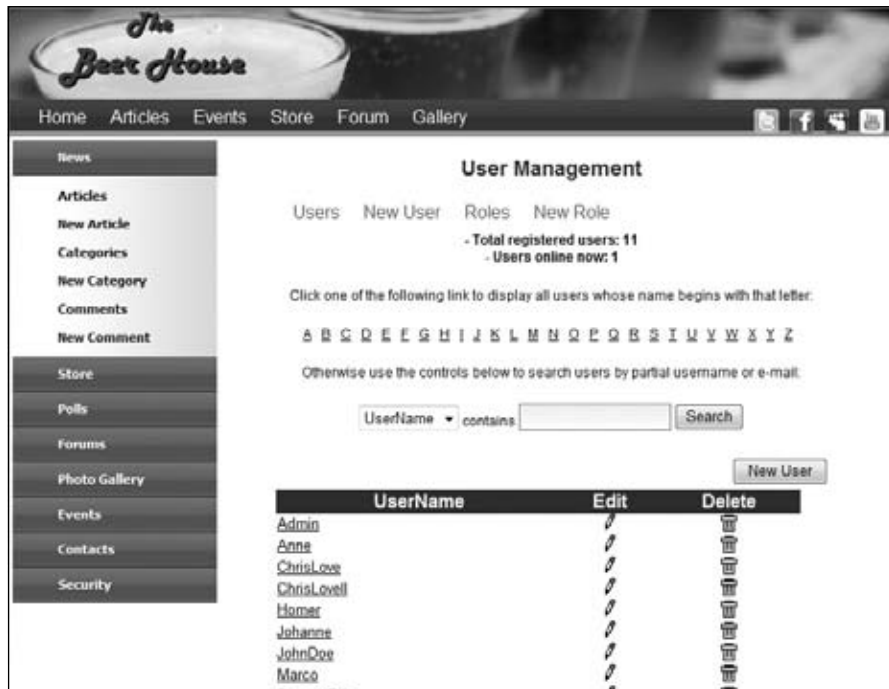 The
Beer House
Home Articles Events Store Forum Gallery
News
Articles
New Article
Categories
New Category
Comments
New Comment
Store
Polls
Forums
Photo Gallery
Events
Contacts
Security
User Management
Users New User Roles New Role
- Total registered users: 11
- Users online now: 1
Click one of the following link to display all users whose name begins with that letter:
A B C D E F G H I J K L M N O P Q R S T U V W X Y Z
Otherwise use the controls below to search users by partial username or e-mail:
UserName contains Search
New User
UserName Edit Delete
Admin
Anne
ChrisLove
ChrisLovell
Homer
Johanne
JohnDoe
Marco